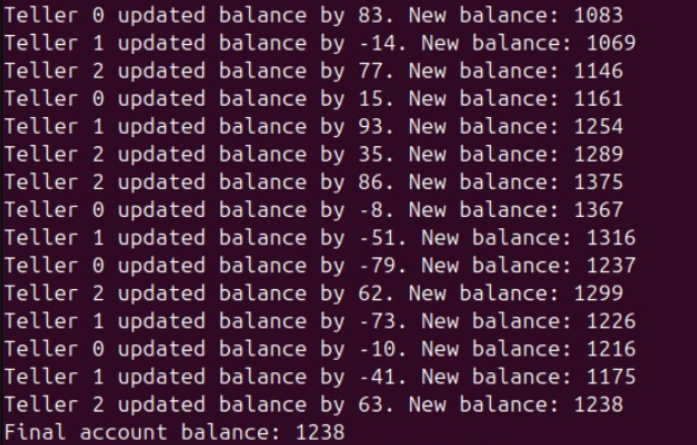 Teller 0 updated balance by 83. New balance: 1083
Teller 1 updated balance by -14. New balance: 1069
Teller 2 updated balance by 77. New balance: 1146
Teller 0 updated balance by 15. New balance: 1161
Teller 1 updated balance by 93. New balance: 1254
Teller 2 updated balance by 35. New balance: 1289
Teller 2 updated balance by 86. New balance: 1375
Teller 0 updated balance by -8. New balance: 1367
Teller 1 updated balance by -51. New balance: 1316
Teller 0 updated balance by -79. New balance: 1237
Teller 2 updated balance by 62. New balance: 1299
Teller 1 updated balance by -73. New balance: 1226
Teller 0 updated balance by -10. New balance: 1216
Teller 1 updated balance by -41. New balance: 1175
Teller 2 updated balance by 63. New balance: 1238
Final account balance: 1238